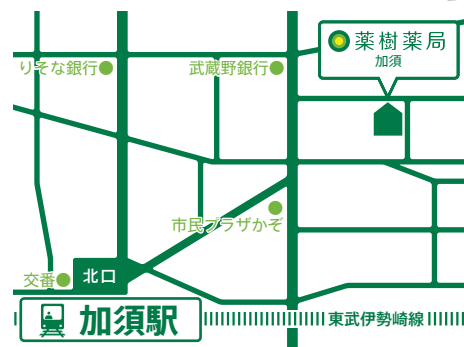 薬樹薬局
加須
りそな銀行
武蔵野銀行
市民プラザかぞ
交番
北口
加須駅
東武伊勢崎線